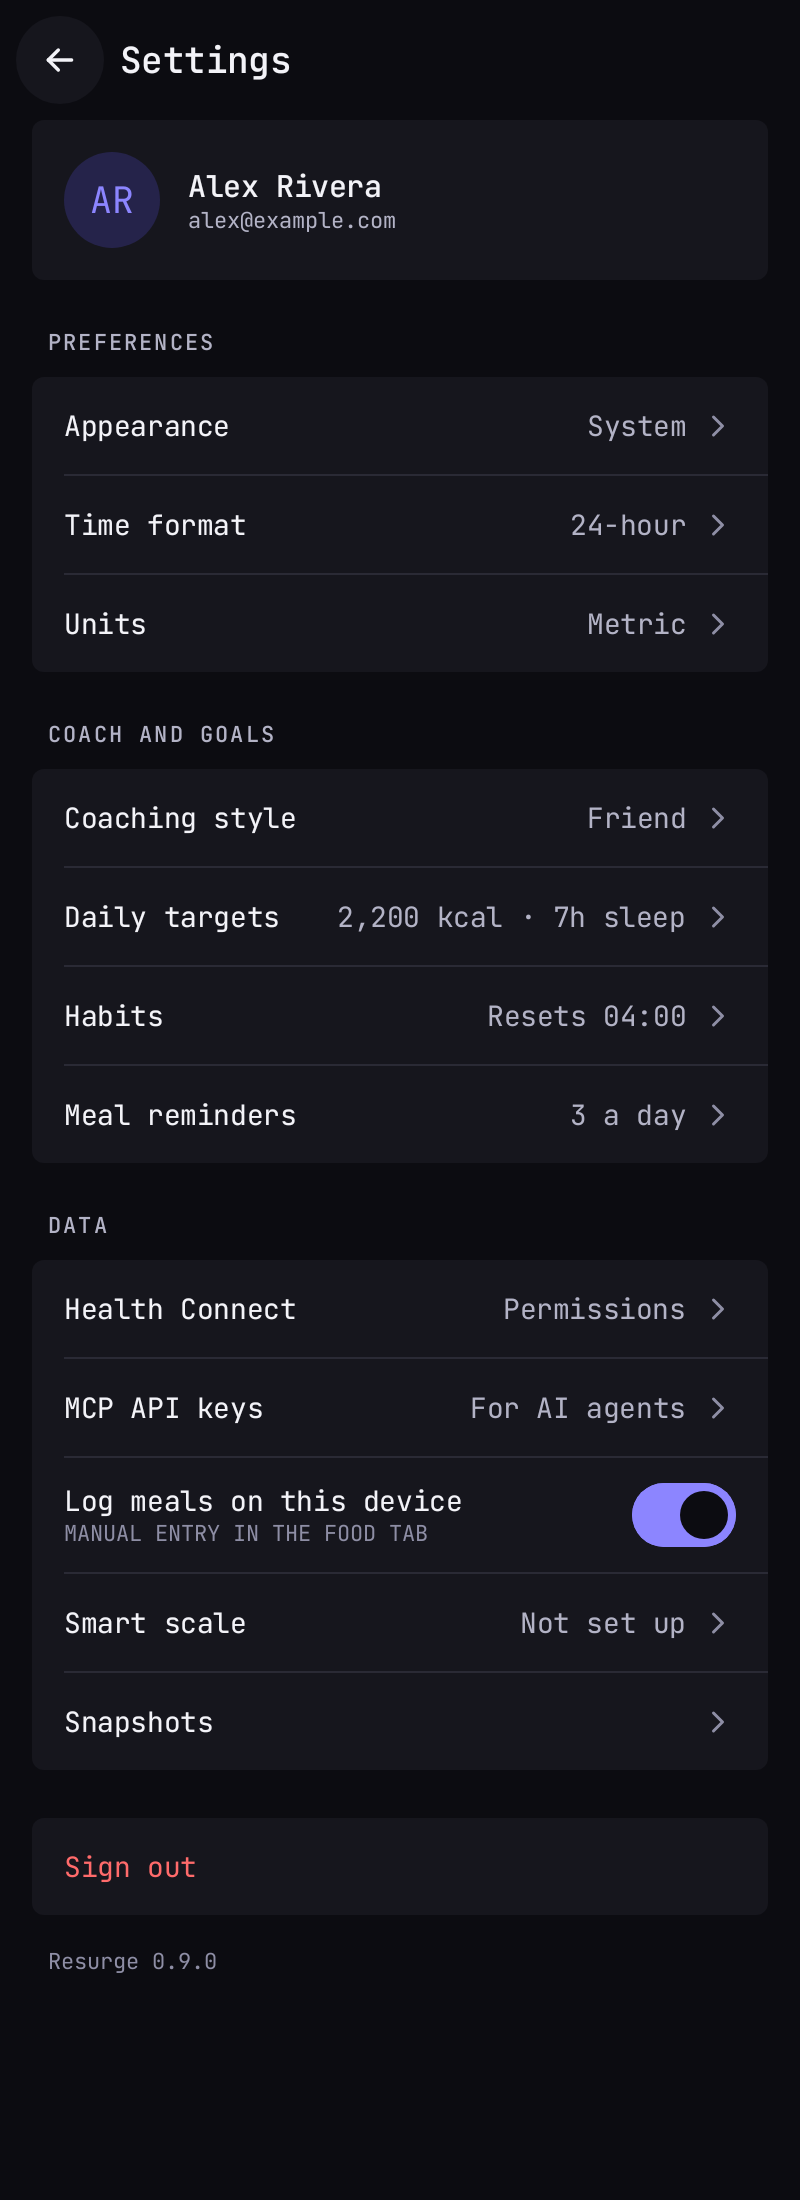 Settings
AR
Alex Rivera
alex@example.com
PREFERENCES
Appearance System
Time format 24-hour
Units Metric
COACH AND GOALS
Coaching style Friend
Daily targets 2,200 kcal · 7h sleep
Habits Resets 04:00
Meal reminders 3 a day
DATA
Health Connect Permissions
MCP API keys For AI agents
Log meals on this device
MANUAL ENTRY IN THE FOOD TAB
Smart scale Not set up
Snapshots
Sign out
Resurge 0.9.0